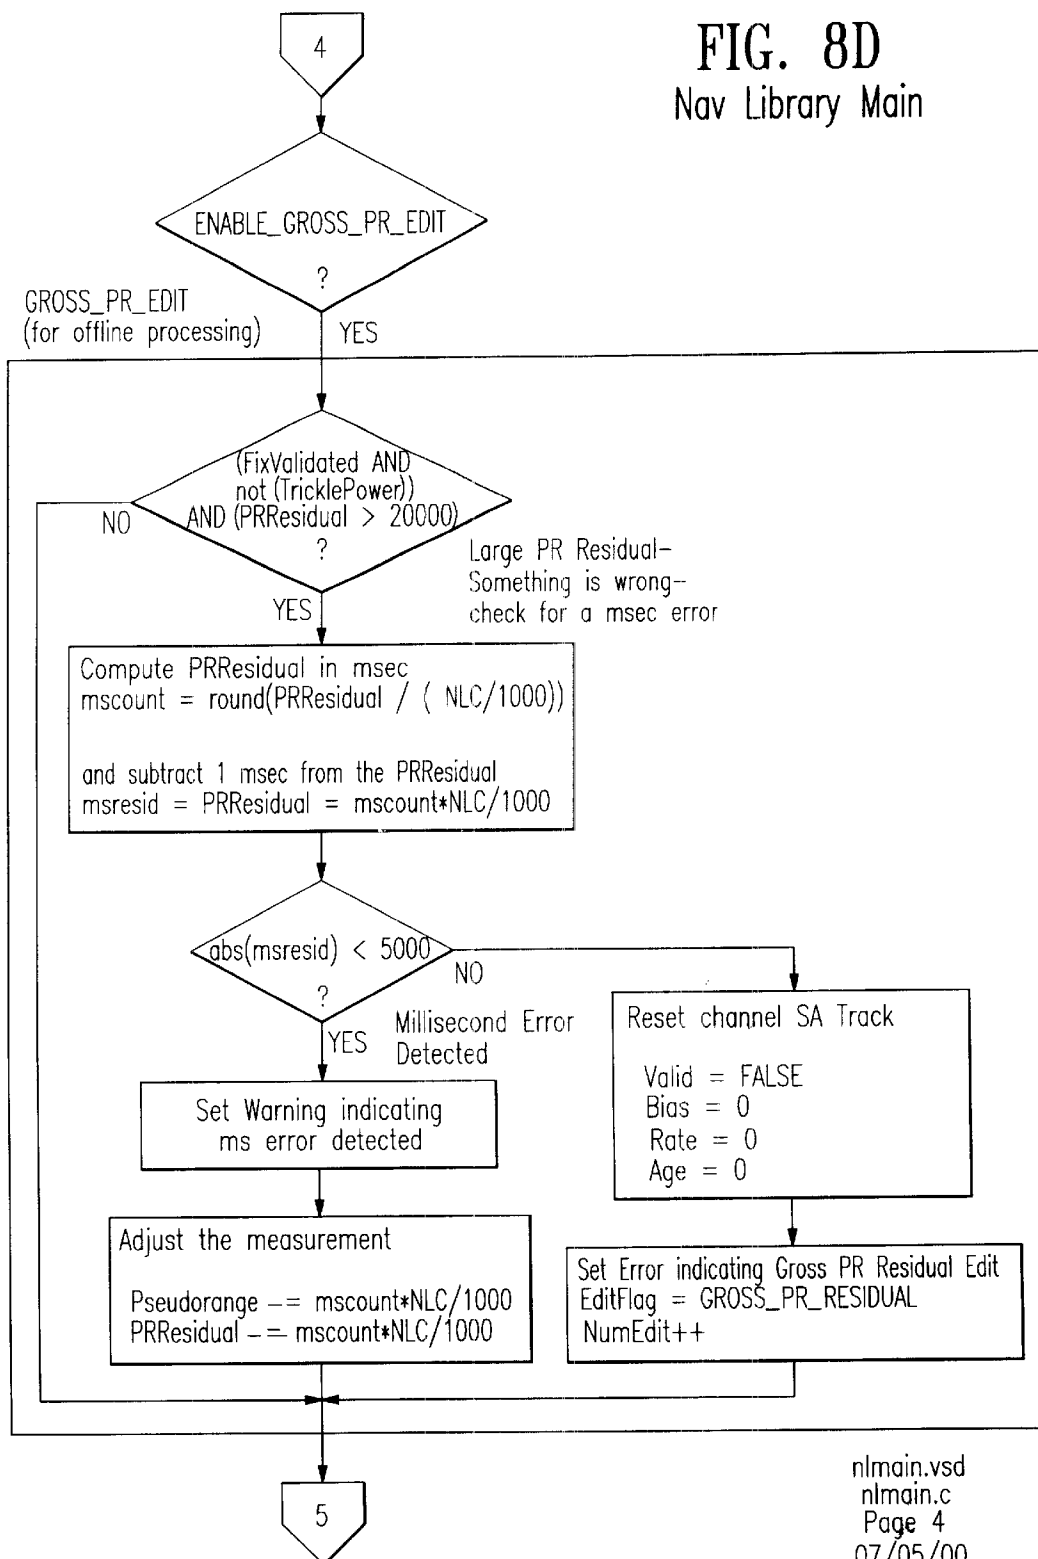 4
FIG. 8D
Nav Library Main
ENABLE_GROSS_PR_EDIT
?
GROSS_PR_EDIT
(for offline processing)
YES
(FixValidated AND
not (TricklePower))
AND (PRResidual > 20000)
?
NO
YES
Large PR Residual-
Something is wrong-
check for a msec error
Compute PRResidual in msec
mscount = round(PRResidual / ( NLC/1000))
and subtract 1 msec from the PRResidual
msresid = PRResidual = mscount*NLC/1000
abs(msresid) < 5000
?
NO
YES
Millisecond Error
Detected
Reset channel SA Track
Valid = FALSE
Bias = 0
Rate = 0
Age = 0
Set Warning indicating
ms error detected
Adjust the measurement
Pseudorange -= mscount*NLC/1000
PRResidual -= mscount*NLC/1000
Set Error indicating Gross PR Residual Edit
EditFlag = GROSS_PR_RESIDUAL
NumEdit++
5
nlmain.vsd
nlmain.c
Page 4
07/05/00